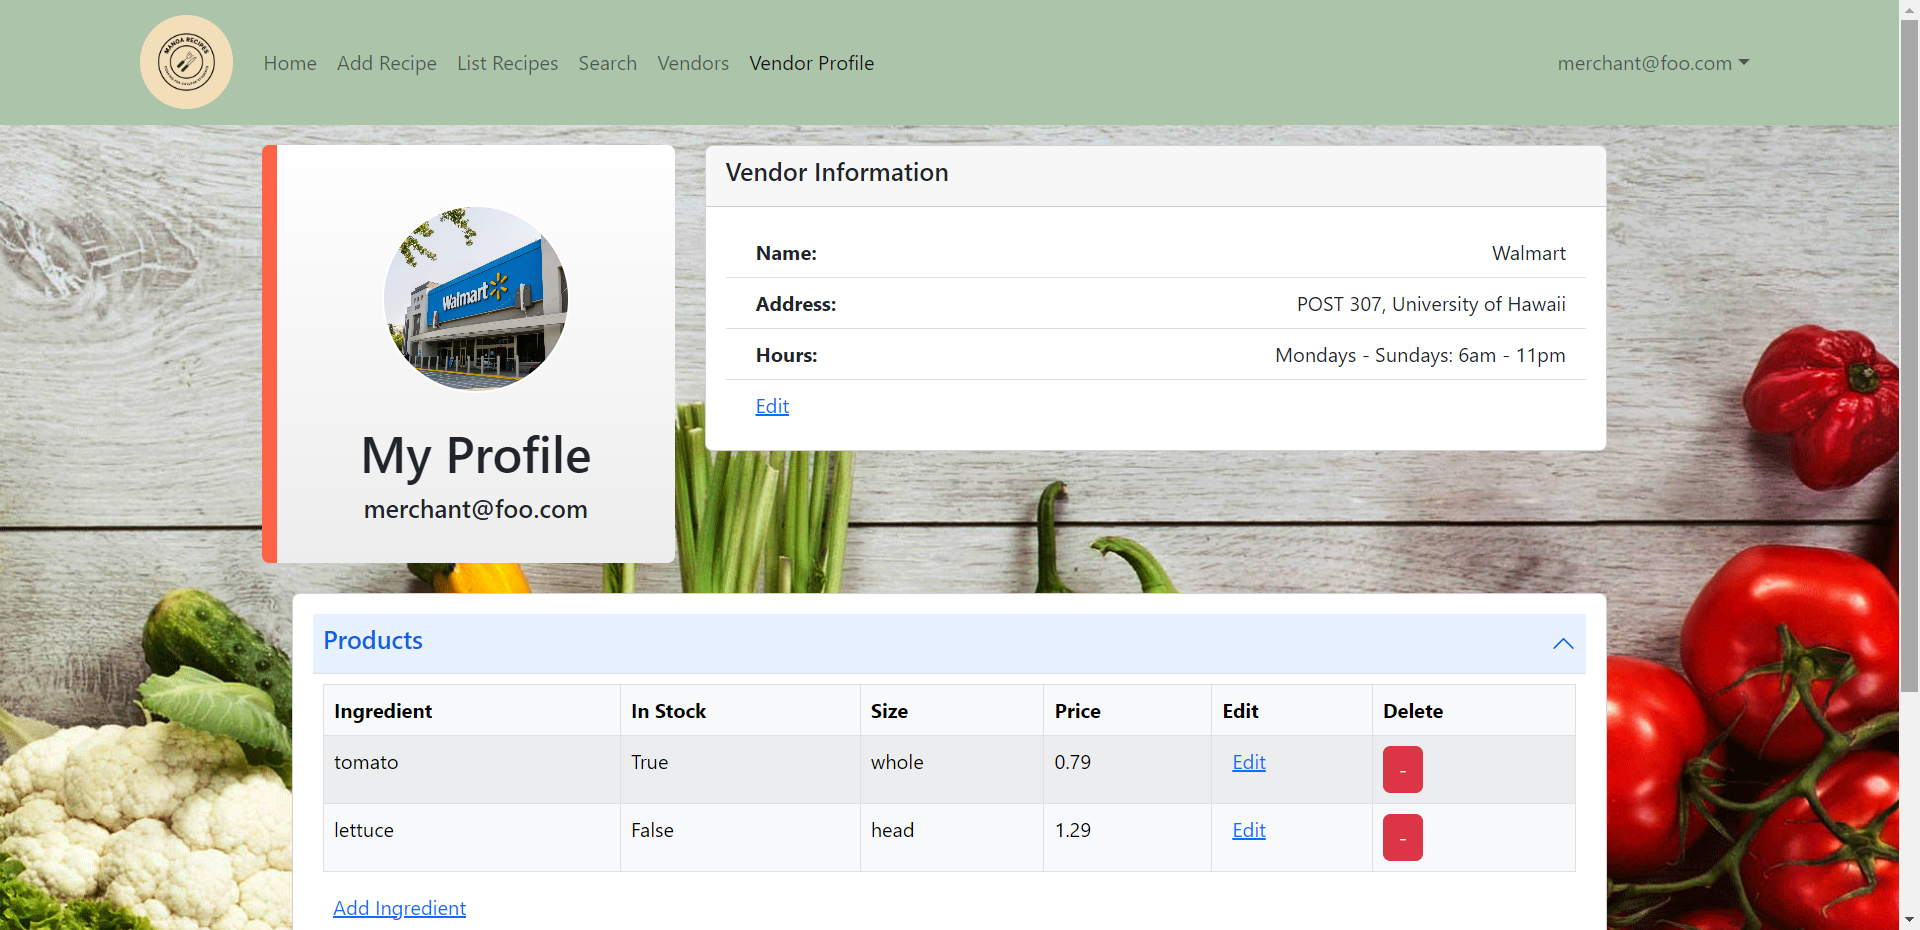 MANOA RECIPES
Home Add Recipe List Recipes Search Vendors Vendor Profile merchant@foo.com
Walmart
My Profile
merchant@foo.com
Vendor Information
Name: Walmart
Address: POST 307, University of Hawaii
Hours: Mondays - Sundays: 6am - 11pm
Edit
Products
Ingredient In Stock Size Price Edit Delete
tomato True whole 0.79 Edit -
lettuce False head 1.29 Edit -
Add Ingredient